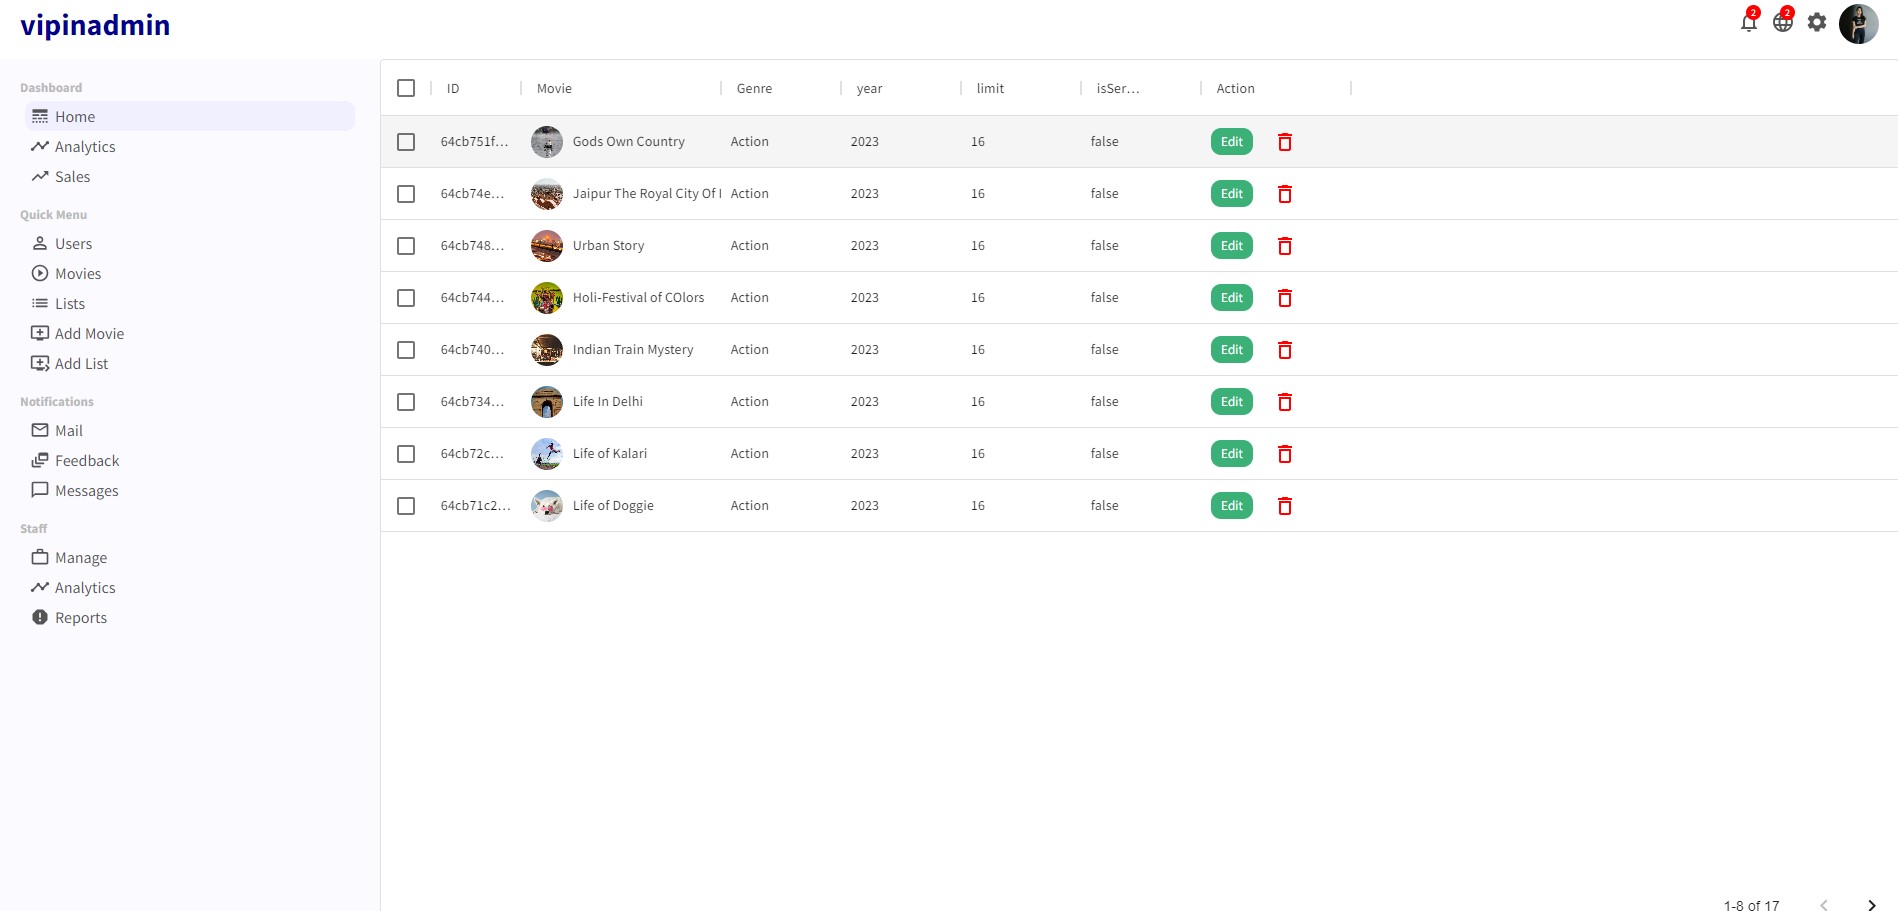 vipinadmin
2
2
Dashboard
Home
Analytics
Sales
Quick Menu
Users
Movies
Lists
Add Movie
Add List
Notifications
Mail
Feedback
Messages
Staff
Manage
Analytics
Reports
ID Movie Genre year limit isSer... Action
64cb751f... Gods Own Country Action 2023 16 false Edit
64cb74e... Jaipur The Royal City Of I Action 2023 16 false Edit
64cb748... Urban Story Action 2023 16 false Edit
64cb744... Holi-Festival of COlors Action 2023 16 false Edit
64cb740... Indian Train Mystery Action 2023 16 false Edit
64cb734... Life In Delhi Action 2023 16 false Edit
64cb72c... Life of Kalari Action 2023 16 false Edit
64cb71c2... Life of Doggie Action 2023 16 false Edit
1-8 of 17